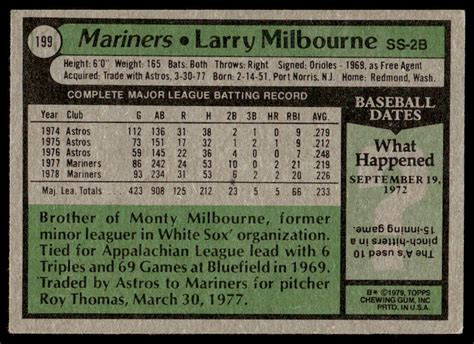 199
Mariners • Larry Milbourne SS-2B
Height: 6'0" Weight: 165 Bats: Both Throws: Right Signed: Orioles - 1969, as Free Agent
Acquired: Trade with Astros, 3-30-77 Born: 2-14-51, Port Norris, N.J. Home: Redmond, Wash.
COMPLETE MAJOR LEAGUE BATTING RECORD
Year Club G AB R H 2B 3B HR RBI AVG.
1974 Astros 112 136 31 38 2 1 0 9 .279
1975 Astros 73 151 17 32 1 2 0 9 .212
1976 Astros 59 145 22 36 4 0 0 7 .248
1977 Mariners 86 242 24 53 10 0 2 21 .219
1978 Mariners 93 234 31 53 6 2 3 20 .226
Maj. Lea. Totals 423 908 125 212 23 5 5 66 .233
Brother of Monty Milbourne, former
minor leaguer in White Sox' organization.
Tied for Appalachian League lead with 6
Triples and 69 Games at Bluefield in 1969.
Traded by Astros to Mariners for pitcher
Roy Thomas, March 30, 1977.
BASEBALL
DATES
What
Happened
SEPTEMBER 19,
1972
?
The A's used 10
pinch-hitters in a
15-inning game.
B* ©1979, TOPPS
CHEWING GUM, INC
PRTD. IN U.S.A.